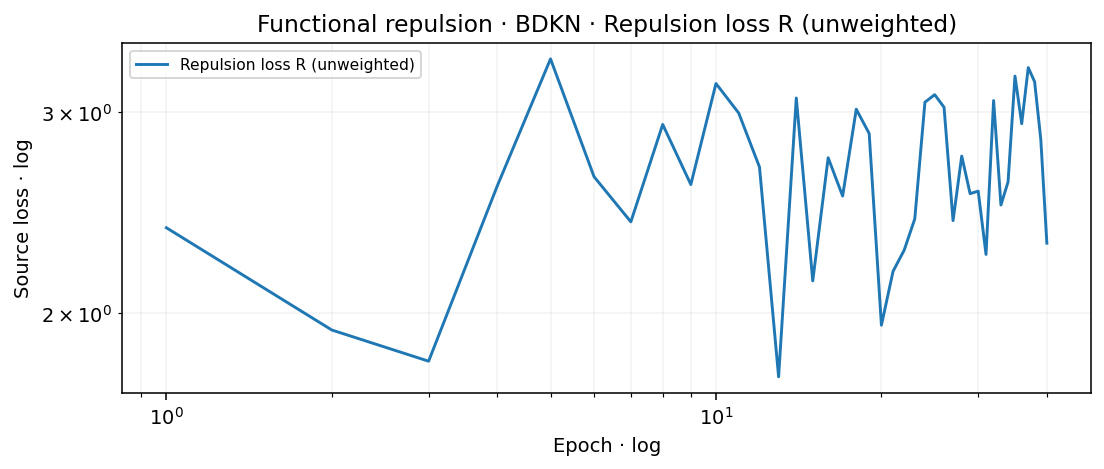 Functional repulsion · BDKN · Repulsion loss R (unweighted)
Repulsion loss R (unweighted)
Source loss · log
3 × 10⁰
2 × 10⁰
10⁰
10¹
Epoch · log